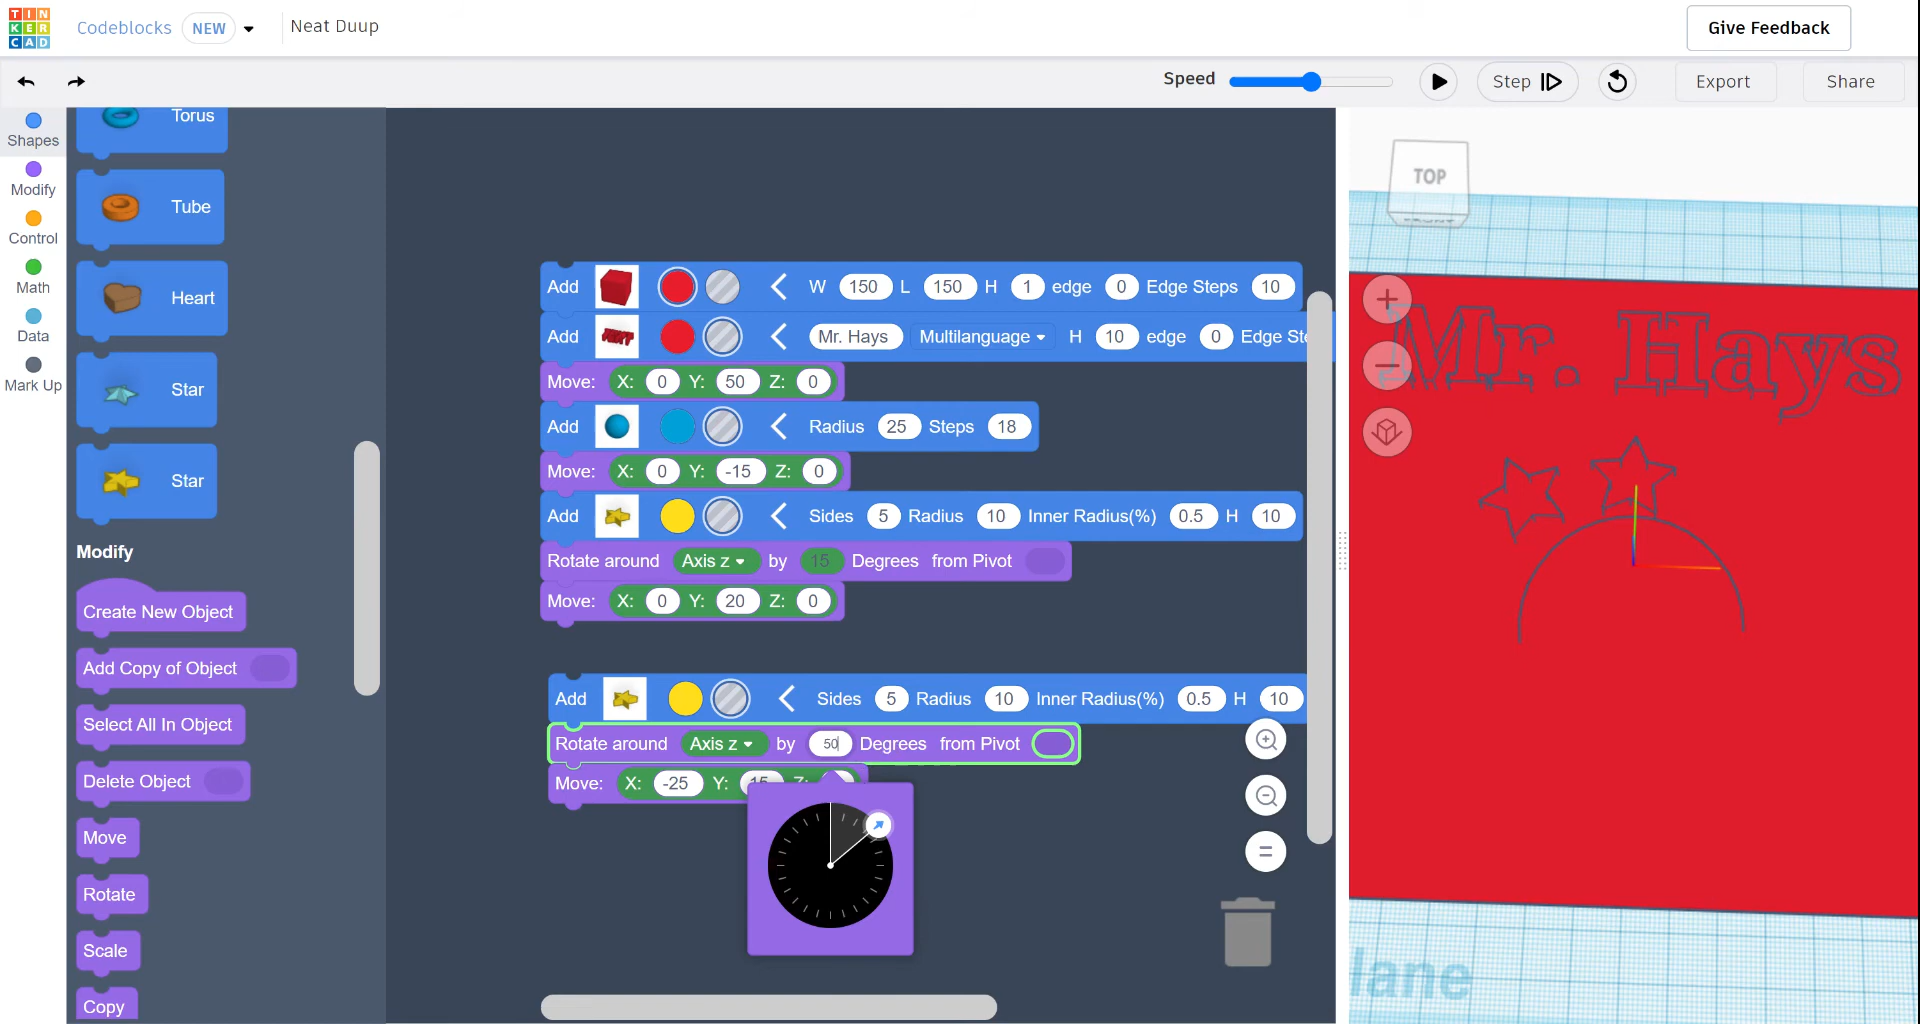 TIN
KER
CAD
Codeblocks NEW
Neat Duup
Give Feedback
Speed
Step
Export
Share
Shapes
Modify
Control
Math
Data
Mark Up
Torus
Tube
Heart
Star
Star
Modify
Create New Object
Add Copy of Object
Select All In Object
Delete Object
Move
Rotate
Scale
Copy
Add W 150 L 150 H 1 edge 0 Edge Steps 10
Add TEXT Mr. Hays Multilanguage H 10 edge 0 Edge Ste
Move: X: 0 Y: 50 Z: 0
Add Radius 25 Steps 18
Move: X: 0 Y: -15 Z: 0
Add Sides 5 Radius 10 Inner Radius(%) 0.5 H 10
Rotate around Axis z by 15 Degrees from Pivot
Move: X: 0 Y: 20 Z: 0
Add Sides 5 Radius 10 Inner Radius(%) 0.5 H 10
Rotate around Axis z by 50 Degrees from Pivot
Move: X: -25 Y: 15 Z:
TOP
Mr. Hays
lane